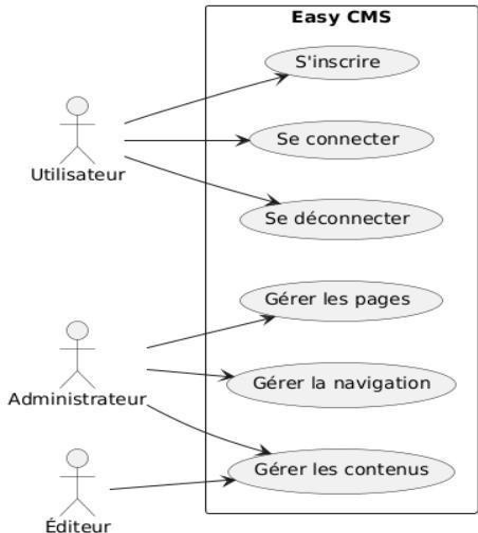 Easy CMS
S'inscrire
Se connecter
Utilisateur
Se déconnecter
Gérer les pages
Gérer la navigation
Administrateur
Gérer les contenus
Éditeur